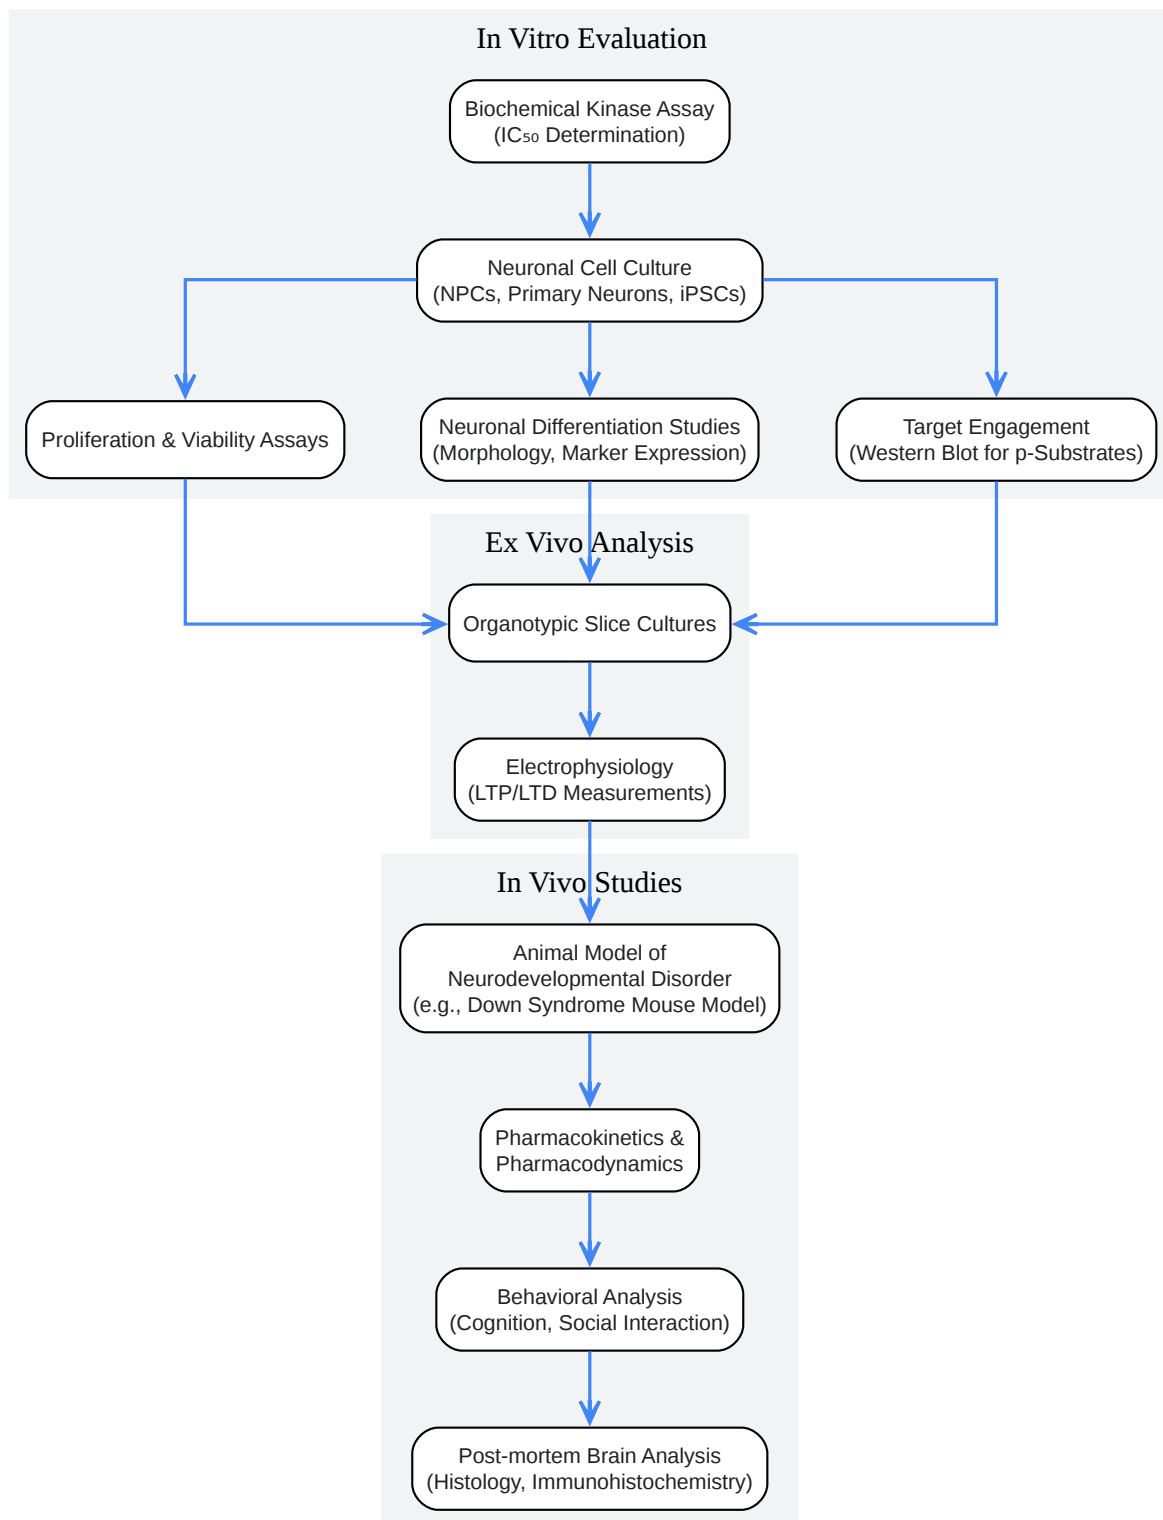 In Vitro Evaluation
Biochemical Kinase Assay
(IC₅₀ Determination)
Neuronal Cell Culture
(NPCs, Primary Neurons, iPSCs)
Proliferation & Viability Assays
Neuronal Differentiation Studies
(Morphology, Marker Expression)
Target Engagement
(Western Blot for p-Substrates)
Ex Vivo Analysis
Organotypic Slice Cultures
Electrophysiology
(LTP/LTD Measurements)
In Vivo Studies
Animal Model of
Neurodevelopmental Disorder
(e.g., Down Syndrome Mouse Model)
Pharmacokinetics &
Pharmacodynamics
Behavioral Analysis
(Cognition, Social Interaction)
Post-mortem Brain Analysis
(Histology, Immunohistochemistry)